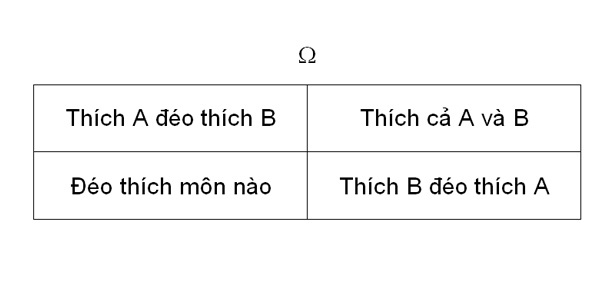 Ω
Thích A đéo thích B
Thích cả A và B
Đéo thích môn nào
Thích B đéo thích A